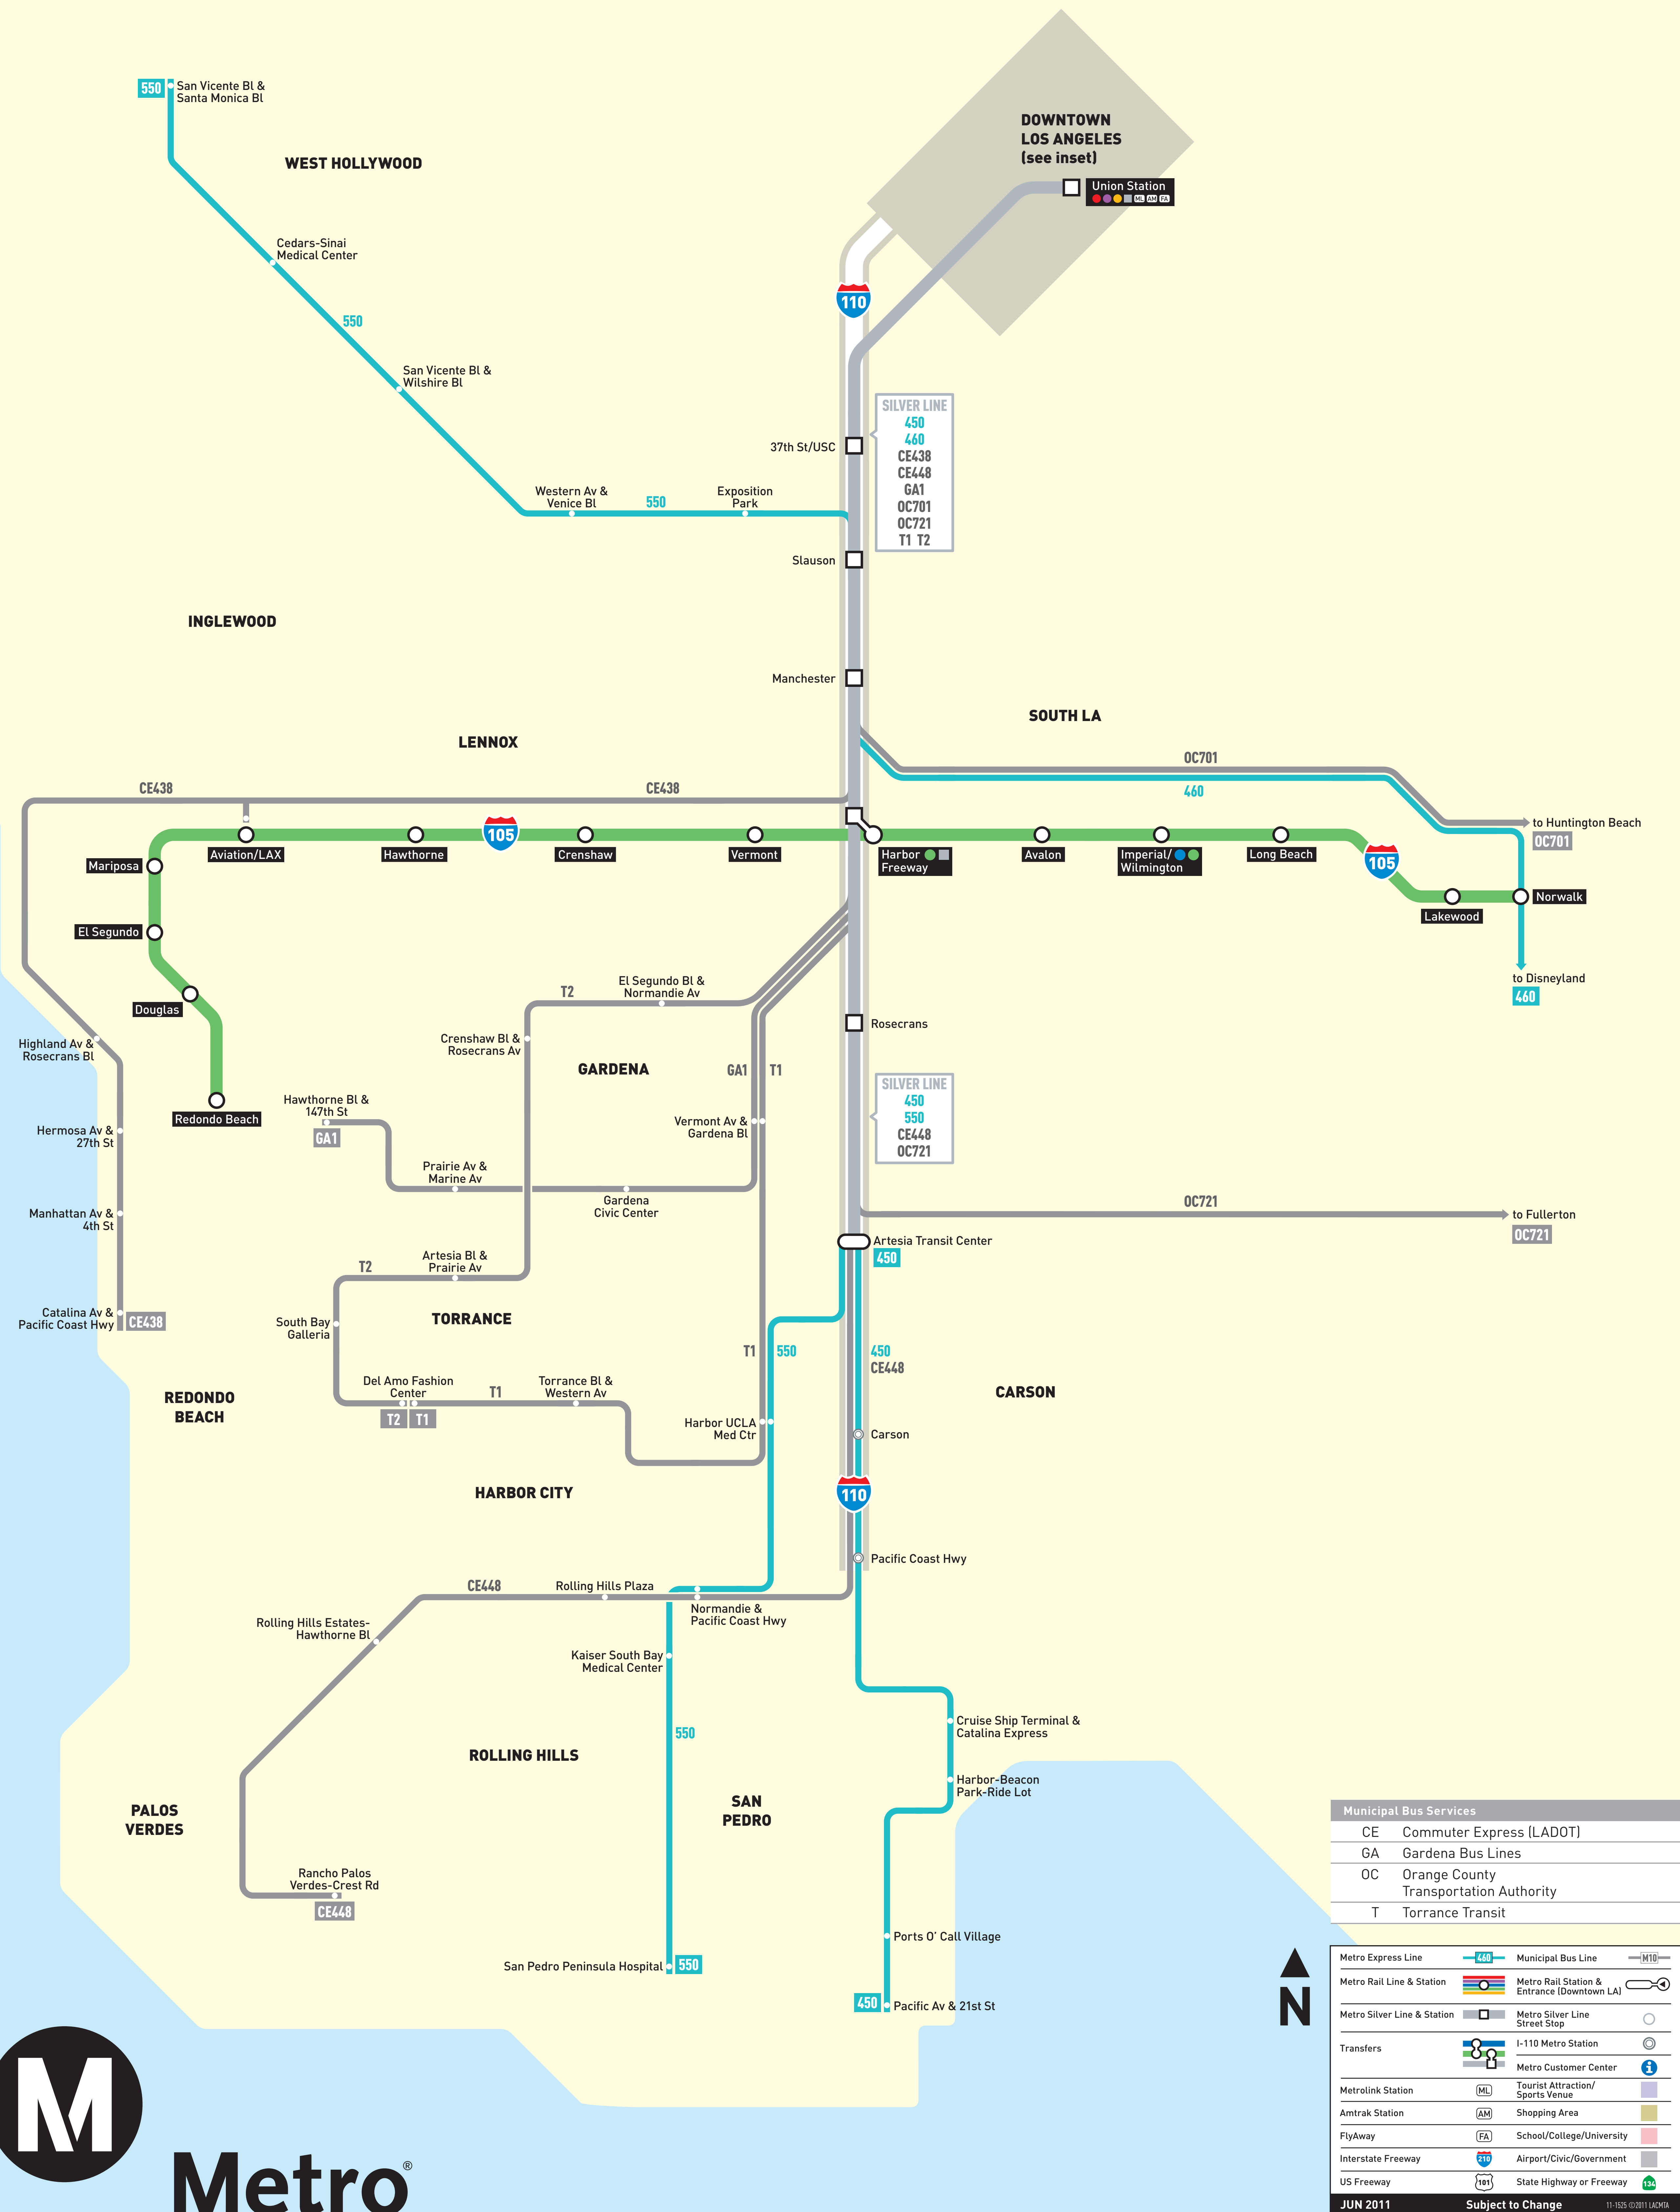 550
San Vicente Bl &
Santa Monica Bl
WEST HOLLYWOOD
DOWNTOWN
LOS ANGELES
(see inset)
Union Station
ML AM FA
Cedars-Sinai
Medical Center
110
550
San Vicente Bl &
Wilshire Bl
SILVER LINE
450
460
CE438
CE448
GA1
OC701
OC721
T1 T2
37th St/USC
Western Av &
Venice Bl
550
Exposition
Park
Slauson
INGLEWOOD
Manchester
SOUTH LA
LENNOX
OC701
460
CE438
CE438
to Huntington Beach
OC701
105
Aviation/LAX
Hawthorne
Crenshaw
Vermont
Harbor
Freeway
Avalon
Imperial/
Wilmington
Long Beach
105
Mariposa
Lakewood
Norwalk
El Segundo
to Disneyland
460
Douglas
T2
El Segundo Bl &
Normandie Av
Rosecrans
Highland Av &
Rosecrans Bl
Crenshaw Bl &
Rosecrans Av
GARDENA
GA1
T1
SILVER LINE
450
550
CE448
OC721
Redondo Beach
Hawthorne Bl &
147th St
GA1
Vermont Av &
Gardena Bl
Hermosa Av &
27th St
Prairie Av &
Marine Av
Gardena
Civic Center
OC721
to Fullerton
OC721
Manhattan Av &
4th St
Artesia Transit Center
450
T2
Artesia Bl &
Prairie Av
Catalina Av &
Pacific Coast Hwy
CE438
South Bay
Galleria
TORRANCE
T1
550
450
CE448
Del Amo Fashion
Center
T2
T1
T1
Torrance Bl &
Western Av
REDONDO
BEACH
CARSON
Harbor UCLA
Med Ctr
Carson
HARBOR CITY
110
Pacific Coast Hwy
CE448
Rolling Hills Plaza
Normandie &
Pacific Coast Hwy
Rolling Hills Estates-
Hawthorne Bl
Kaiser South Bay
Medical Center
550
Cruise Ship Terminal &
Catalina Express
ROLLING HILLS
Harbor-Beacon
Park-Ride Lot
PALOS
VERDES
SAN
PEDRO
Rancho Palos
Verdes-Crest Rd
CE448
Ports O' Call Village
San Pedro Peninsula Hospital
550
450
Pacific Av & 21st St
Municipal Bus Services
CE Commuter Express (LADOT)
GA Gardena Bus Lines
OC Orange County
Transportation Authority
T Torrance Transit
N
Metro Express Line 460
Municipal Bus Line M10
Metro Rail Line & Station
Metro Rail Station &
Entrance (Downtown LA)
Metro Silver Line & Station
Metro Silver Line
Street Stop
Transfers
I-110 Metro Station
Metro Customer Center i
Metrolink Station ML
Tourist Attraction/
Sports Venue
Amtrak Station AM
Shopping Area
FlyAway FA
School/College/University
Interstate Freeway 210
Airport/Civic/Government
US Freeway 101
State Highway or Freeway 134
JUN 2011
Subject to Change
11-1525 ©2011 LACMTA
M
Metro®